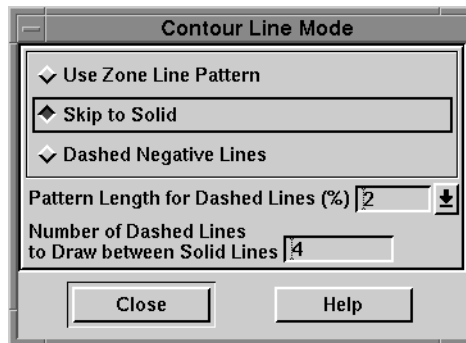 Contour Line Mode
Use Zone Line Pattern
Skip to Solid
Dashed Negative Lines
Pattern Length for Dashed Lines (%) 2
Number of Dashed Lines
to Draw between Solid Lines 4
Close Help